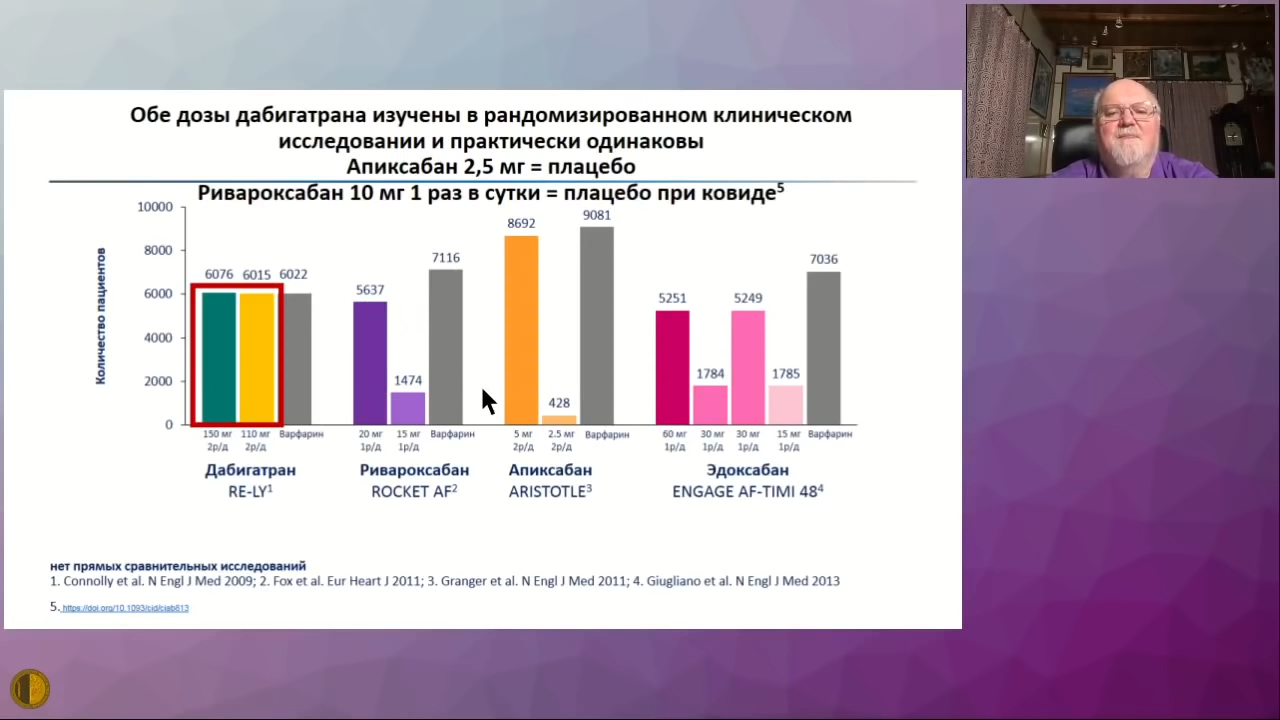 Обе дозы дабигатрана изучены в рандомизированном клиническом
исследовании и практически одинаковы
Апиксабан 2,5 мг = плацебо
Ривароксабан 10 мг 1 раз в сутки = плацебо при ковиде5
Количество пациентов
10000
8000
6000
4000
2000
0
6076 6015 6022
5637
1474
7116
8692
428
9081
5251
1784
5249
1785
7036
150 мг 110 мг Варфарин
2р/д 2р/д
20 мг 15 мг Варфарин
1р/д 1р/д
5 мг 2.5 мг Варфарин
2р/д 2р/д
60 мг 30 мг 30 мг 15 мг Варфарин
1р/д 1р/д 1р/д 1р/д
Дабигатран
RE-LY1
Ривароксабан
ROCKET AF2
Апиксабан
ARISTOTLE3
Эдоксабан
ENGAGE AF-TIMI 484
нет прямых сравнительных исследований
1. Connolly et al. N Engl J Med 2009; 2. Fox et al. Eur Heart J 2011; 3. Granger et al. N Engl J Med 2011; 4. Giugliano et al. N Engl J Med 2013
5. https://doi.org/10.1093/cid/ciab813